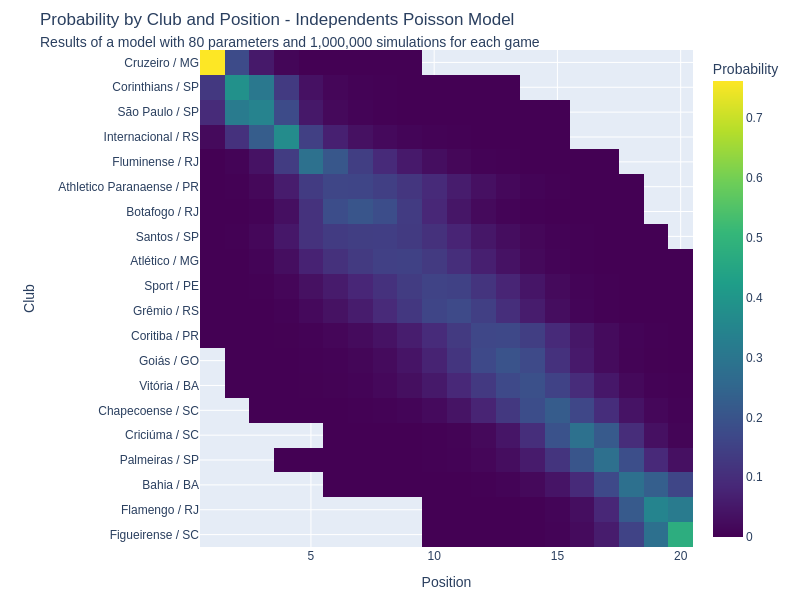 Probability by Club and Position - Independents Poisson Model
Results of a model with 80 parameters and 1,000,000 simulations for each game
Probability
Cruzeiro / MG
Corinthians / SP
São Paulo / SP
Internacional / RS
Fluminense / RJ
Athletico Paranaense / PR
Botafogo / RJ
Santos / SP
Atlético / MG
Sport / PE
Grêmio / RS
Coritiba / PR
Goiás / GO
Vitória / BA
Chapecoense / SC
Criciúma / SC
Palmeiras / SP
Bahia / BA
Flamengo / RJ
Figueirense / SC
Club
5 10 15 20
Position
0.7
0.6
0.5
0.4
0.3
0.2
0.1
0